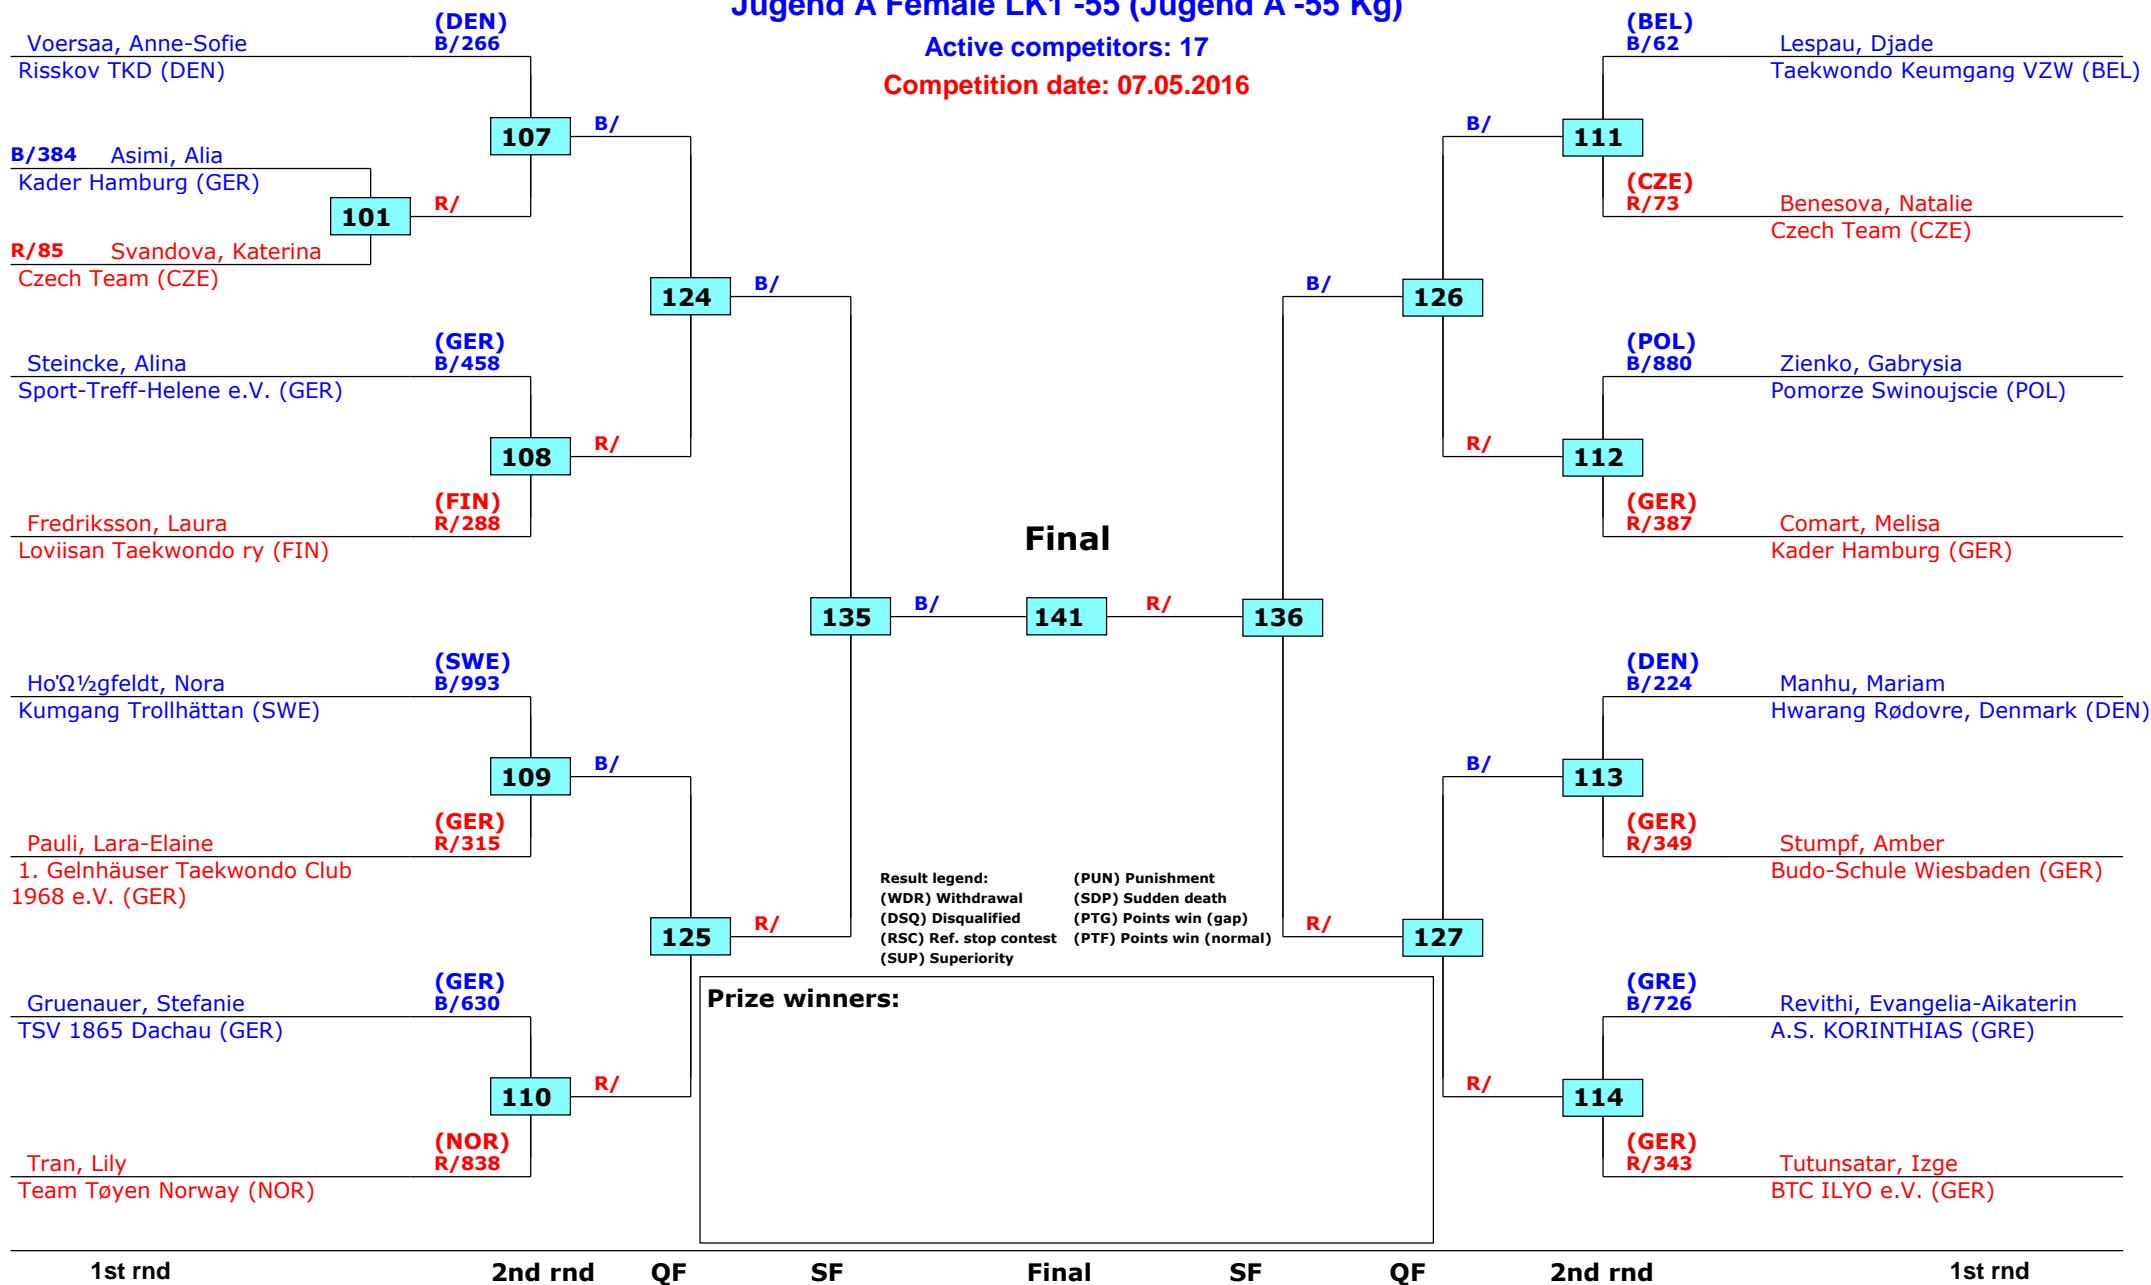 Jugend A Female LK1 -55 (Jugend A -55 Kg)
Active competitors: 17
Competition date: 07.05.2016
(DEN)
Voersaa, Anne-Sofie B/266
Risskov TKD (DEN)
107
B/
B/384 Asimi, Alia
Kader Hamburg (GER)
101
R/
R/85 Svandova, Katerina
Czech Team (CZE)
124
B/
(GER)
Steincke, Alina B/458
Sport-Treff-Helene e.V. (GER)
108
R/
(FIN)
Fredriksson, Laura R/288
Loviisan Taekwondo ry (FIN)
135
B/
(SWE)
Ho'Ω½gfeldt, Nora B/993
Kumgang Trollhättan (SWE)
109
B/
(GER)
Pauli, Lara-Elaine R/315
1. Gelnhäuser Taekwondo Club
1968 e.V. (GER)
125
R/
(GER)
Gruenauer, Stefanie B/630
TSV 1865 Dachau (GER)
110
R/
(NOR)
Tran, Lily R/838
Team Tøyen Norway (NOR)
Final
141
R/
(BEL)
B/62 Lespau, Djade
Taekwondo Keumgang VZW (BEL)
B/
111
(CZE)
R/73 Benesova, Natalie
Czech Team (CZE)
B/
126
(POL)
B/880 Zienko, Gabrysia
Pomorze Swinoujscie (POL)
R/
112
(GER)
R/387 Comart, Melisa
Kader Hamburg (GER)
136
(DEN)
B/224 Manhu, Mariam
Hwarang Rødovre, Denmark (DEN)
B/
113
(GER)
R/349 Stumpf, Amber
Budo-Schule Wiesbaden (GER)
R/
127
(GRE)
B/726 Revithi, Evangelia-Aikaterin
A.S. KORINTHIAS (GRE)
R/
114
(GER)
R/343 Tutunsatar, Izge
BTC ILYO e.V. (GER)
Result legend: (PUN) Punishment
(WDR) Withdrawal (SDP) Sudden death
(DSQ) Disqualified (PTG) Points win (gap)
(RSC) Ref. stop contest (PTF) Points win (normal)
(SUP) Superiority
Prize winners:
1st rnd 2nd rnd QF SF Final SF QF 2nd rnd 1st rnd